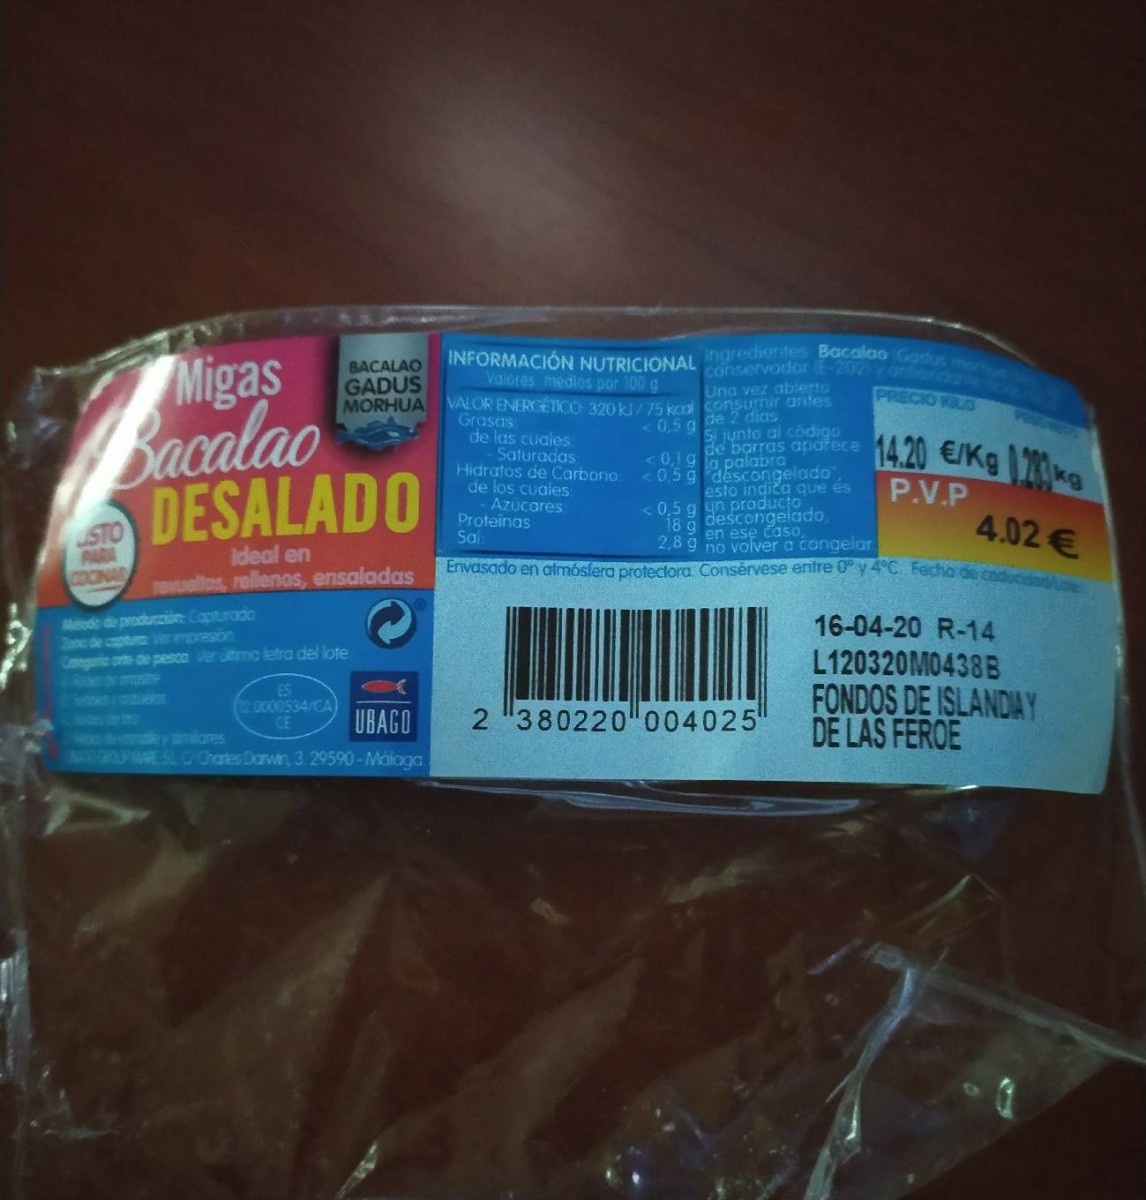 Migas
Bacalao
DESALADO
Ideal en
revueltos, rellenos, ensaladas
LISTO
PARA
COCINAR
BACALAO
GADUS
MORHUA
Método de producción: Capturado.
Zona de captura: Ver impresión.
Categoría arte de pesca: Ver última letra del lote.
ES
12.0000534/CA
CE
UBAGO
C/ Charles Darwin, 3. 29590 - Málaga
INFORMACIÓN NUTRICIONAL
Valores medios por 100 g
VALOR ENERGÉTICO: 320 kJ / 75 kcal
Grasas: < 0,5 g
de las cuales:
- Saturadas: < 0,1 g
Hidratos de Carbono: < 0,5 g
de los cuales:
- Azúcares: < 0,5 g
Proteínas 18 g
Sal: 2,8 g
Ingredientes: Bacalao Gadus
conservador (E-202) y
Una vez abierto
consumir antes
de 2 días.
Si junto al código
de barras aparece
la palabra
"descongelado",
esto indica que es
un producto
descongelado,
en ese caso,
no volver a congelar
PRECIO KILO
14.20 €/Kg 0.283 kg
P.V.P
4.02 €
Envasado en atmósfera protectora. Consérvese entre 0° y 4°C. Fecha de caducidad/Lote:
2 380220 004025
16-04-20 R-14
L120320M0438B
FONDOS DE ISLANDIA Y
DE LAS FEROE